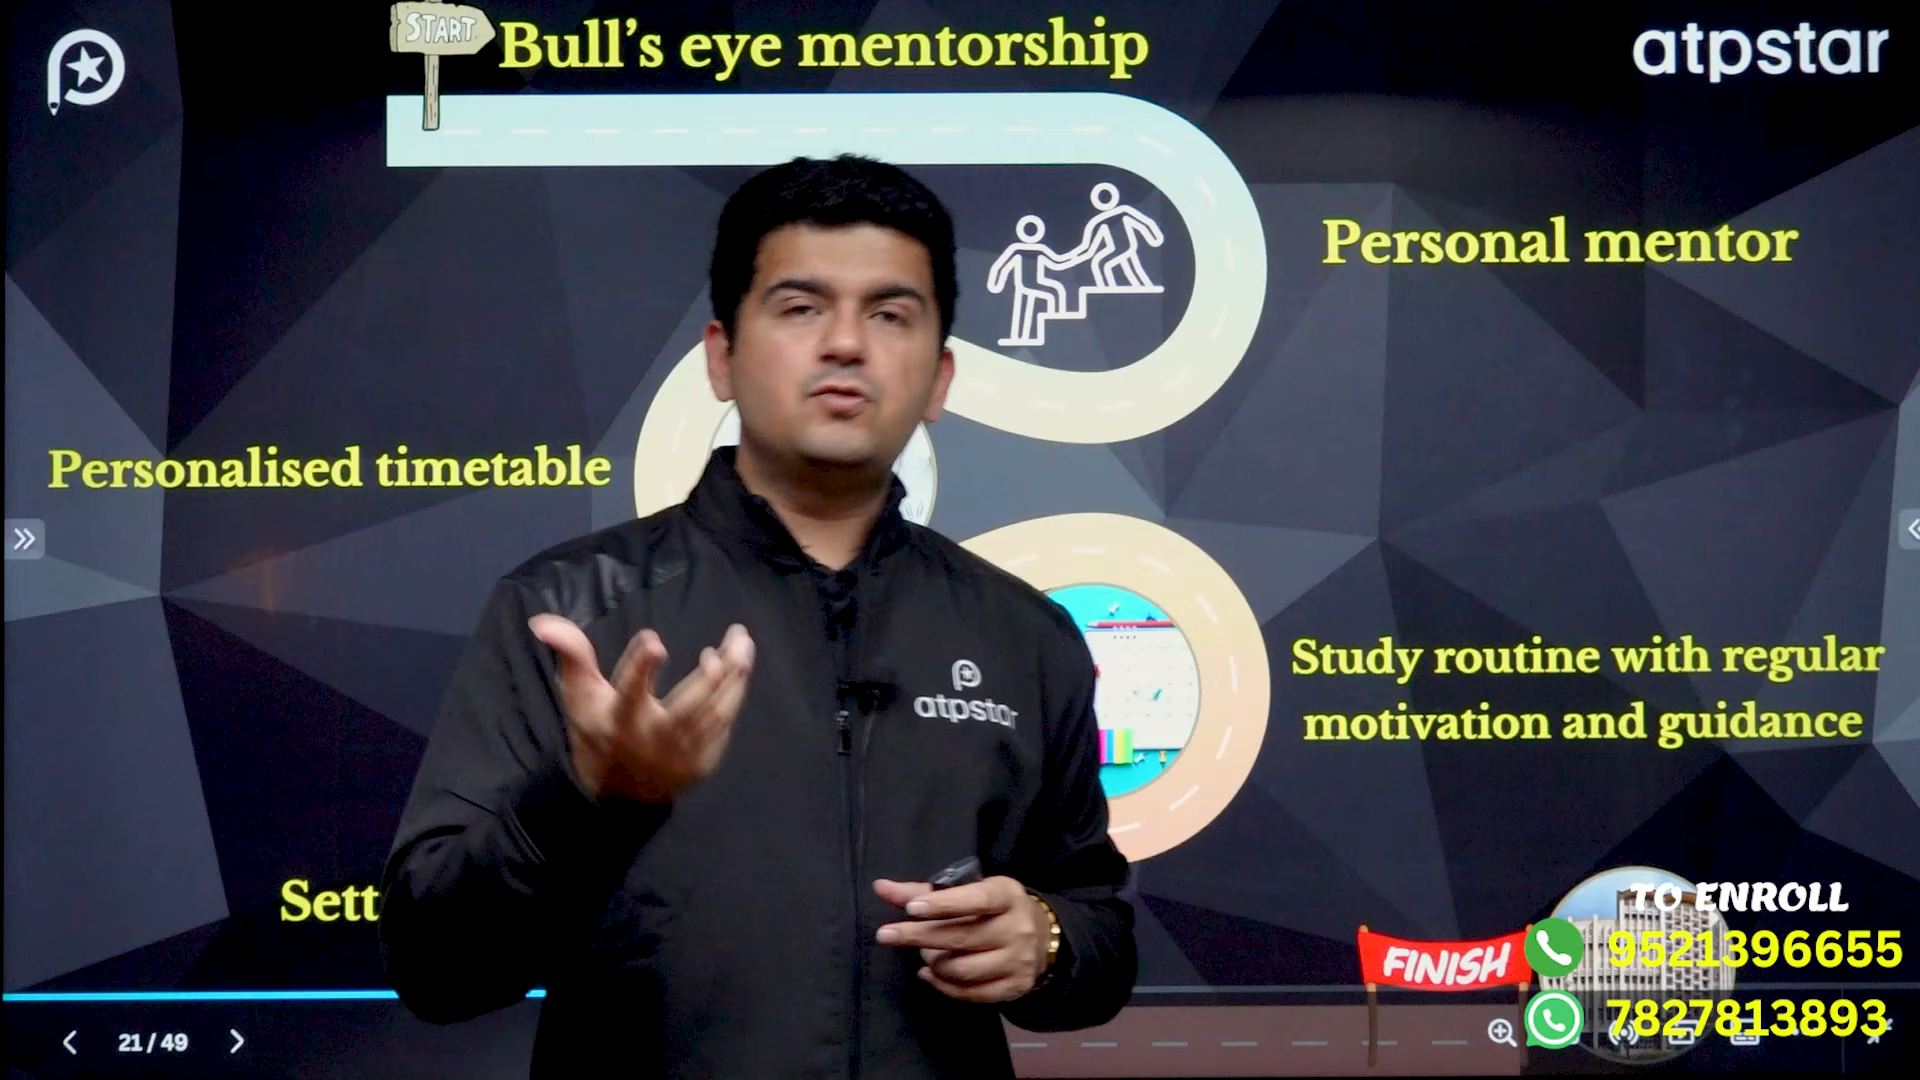 START
Bull's eye mentorship
atpstar
Personal mentor
Personalised timetable
atpstar
Study routine with regular
motivation and guidance
TO ENROLL
9521396655
FINISH
7827813893
21 / 49